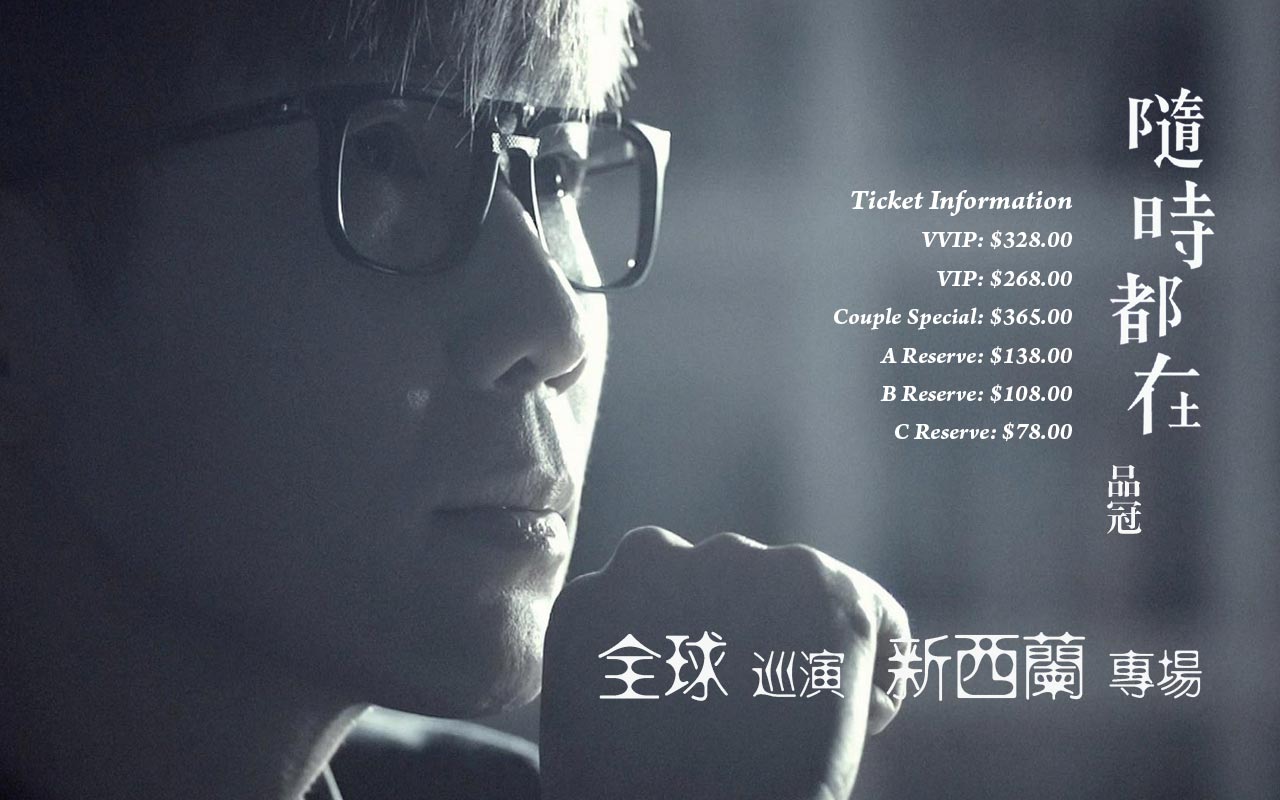 隨時都在
品冠
Ticket Information
VVIP: $328.00
VIP: $268.00
Couple Special: $365.00
A Reserve: $138.00
B Reserve: $108.00
C Reserve: $78.00
全球 巡演 新西蘭 專場